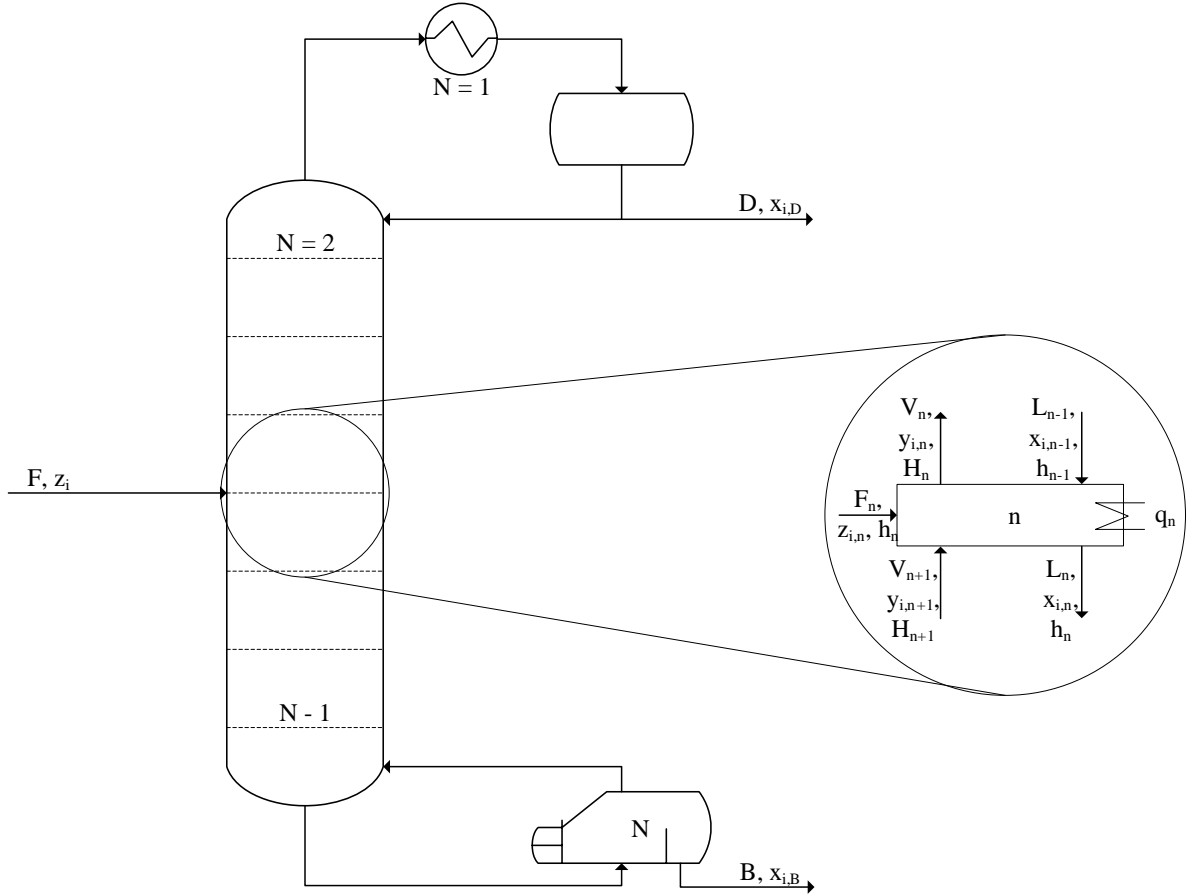 N = 1
D, x_{i,D}
N = 2
F, z_i
V_n,
y_{i,n},
H_n
L_{n-1},
x_{i,n-1},
h_{n-1}
F_n,
z_{i,n}, h_n
n
q_n
V_{n+1},
y_{i,n+1},
H_{n+1}
L_n,
x_{i,n},
h_n
N - 1
N
B, x_{i,B}